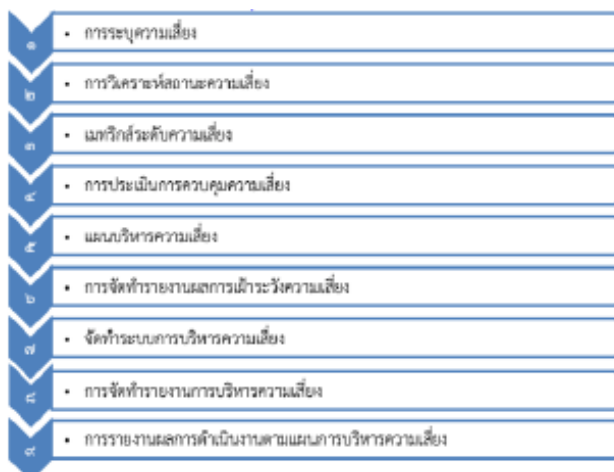 ๑
• การระบุความเสี่ยง
๒
• การวิเคราะห์สถานะความเสี่ยง
๓
• เมทริกส์ระดับความเสี่ยง
๔
• การประเมินการควบคุมความเสี่ยง
๕
• แผนบริหารความเสี่ยง
๖
• การจัดทำรายงานผลการเฝ้าระวังความเสี่ยง
๗
• จัดทำระบบการบริหารความเสี่ยง
๘
• การจัดทำรายงานการบริหารความเสี่ยง
๙
• การรายงานผลการดำเนินงานตามแผนการบริหารความเสี่ยง